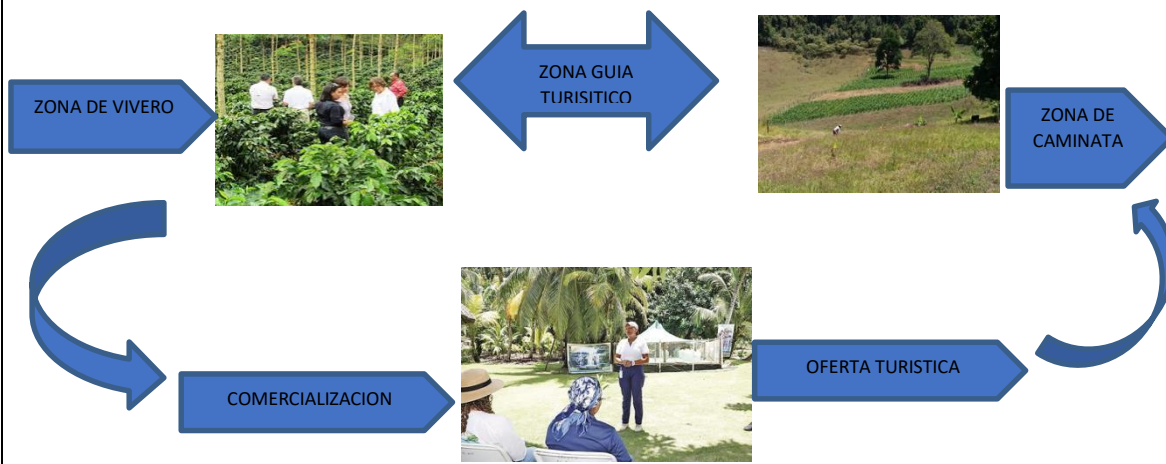 ZONA DE VIVERO
ZONA GUIA
TURISITICO
ZONA DE
CAMINATA
COMERCIALIZACION
OFERTA TURISTICA